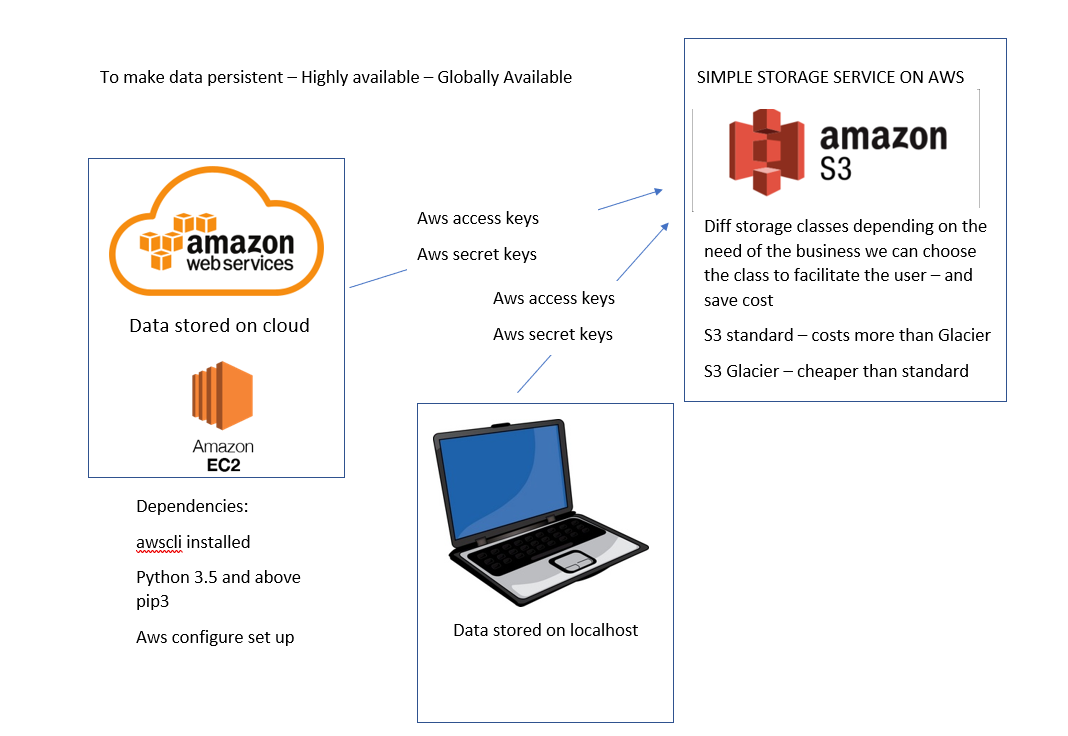 To make data persistent – Highly available – Globally Available
SIMPLE STORAGE SERVICE ON AWS
amazon
S3
Diff storage classes depending on the
need of the business we can choose
the class to facilitate the user – and
save cost
S3 standard – costs more than Glacier
S3 Glacier – cheaper than standard
amazon
web services
Data stored on cloud
Amazon
EC2
Aws access keys
Aws secret keys
Aws access keys
Aws secret keys
Dependencies:
awscli installed
Python 3.5 and above
pip3
Aws configure set up
Data stored on localhost